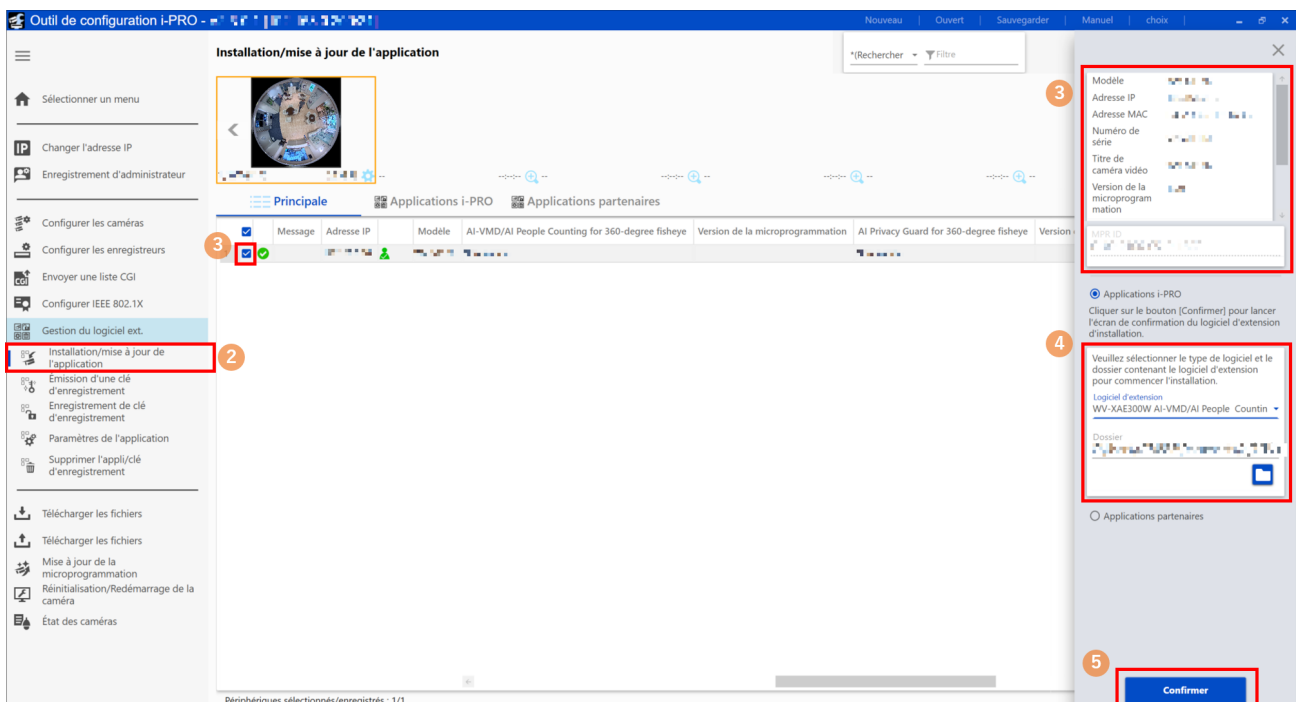 Outil de configuration i-PRO -
Nouveau | Ouvert | Sauvegarder | Manuel | choix |
Installation/mise à jour de l'application
*(Rechercher
Filtre
Sélectionner un menu
Changer l'adresse IP
Enregistrement d'administrateur
Configurer les caméras
Configurer les enregistreurs
Envoyer une liste CGI
Configurer IEEE 802.1X
Gestion du logiciel ext.
Installation/mise à jour de
l'application
2
Émission d'une clé
d'enregistrement
Enregistrement de clé
d'enregistrement
Paramètres de l'application
Supprimer l'appli/clé
d'enregistrement
Télécharger les fichiers
Télécharger les fichiers
Mise à jour de la
microprogrammation
Réinitialisation/Redémarrage de la
caméra
État des caméras
--
--:--:-- --
--:--:-- --
--:--:-- --
--:--:-- --
Principale
Applications i-PRO
Applications partenaires
Message Adresse IP Modèle AI-VMD/AI People Counting for 360-degree fisheye Version de la microprogrammation AI Privacy Guard for 360-degree fisheye Version
3
Périphériques sélectionnés/enregistrés : 1/1
3
Modèle
Adresse IP
Adresse MAC
Numéro de
série
Titre de
caméra vidéo
Version de la
microprogram
mation
MPR ID
Applications i-PRO
Cliquer sur le bouton [Confirmer] pour lancer
l'écran de confirmation du logiciel d'extension
d'installation.
4
Veuillez sélectionner le type de logiciel et le
dossier contenant le logiciel d'extension
pour commencer l'installation.
Logiciel d'extension
WV-XAE300W AI-VMD/AI People Countin
Dossier
Applications partenaires
5
Confirmer